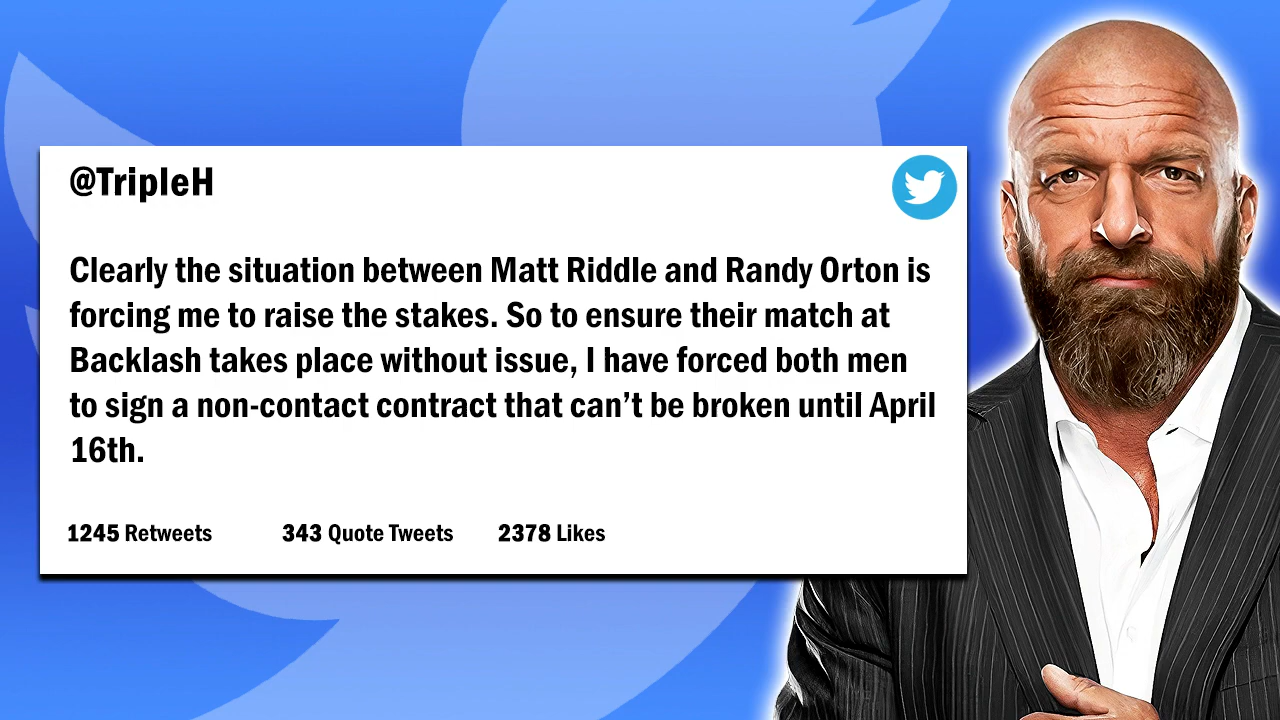 @TripleH
Clearly the situation between Matt Riddle and Randy Orton is
forcing me to raise the stakes. So to ensure their match at
Backlash takes place without issue, I have forced both men
to sign a non-contact contract that can’t be broken until April
16th.
1245 Retweets 343 Quote Tweets 2378 Likes